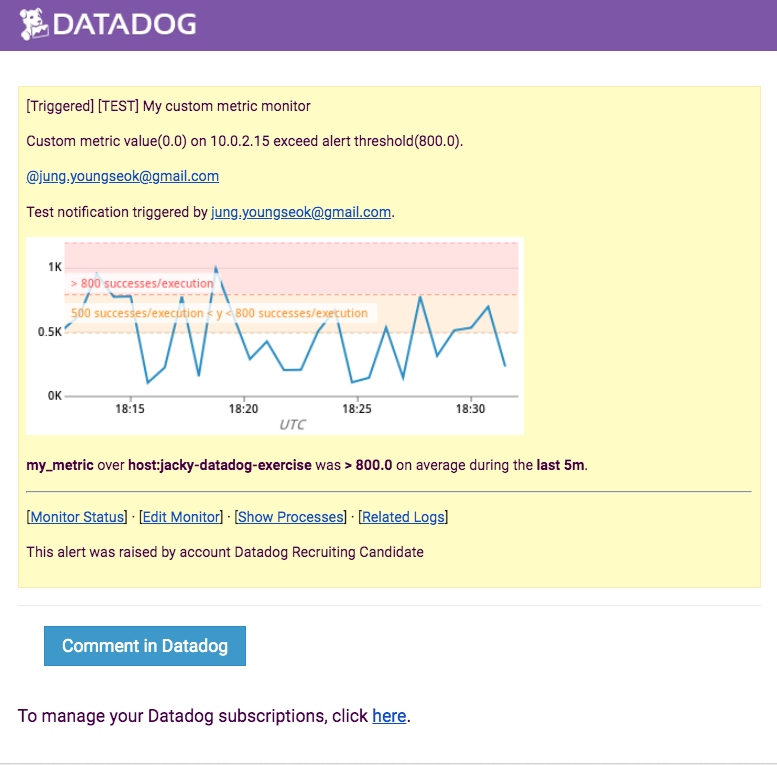 DATADOG
[Triggered] [TEST] My custom metric monitor
Custom metric value(0.0) on 10.0.2.15 exceed alert threshold(800.0).
@jung.youngseok@gmail.com
Test notification triggered by jung.youngseok@gmail.com.
1K
> 800 successes/execution
500 successes/execution < y < 800 successes/execution
0.5K
0K
18:15 18:20 18:25 18:30
UTC
my_metric over host:jacky-datadog-exercise was > 800.0 on average during the last 5m.
[Monitor Status] · [Edit Monitor] · [Show Processes] · [Related Logs]
This alert was raised by account Datadog Recruiting Candidate
Comment in Datadog
To manage your Datadog subscriptions, click here.